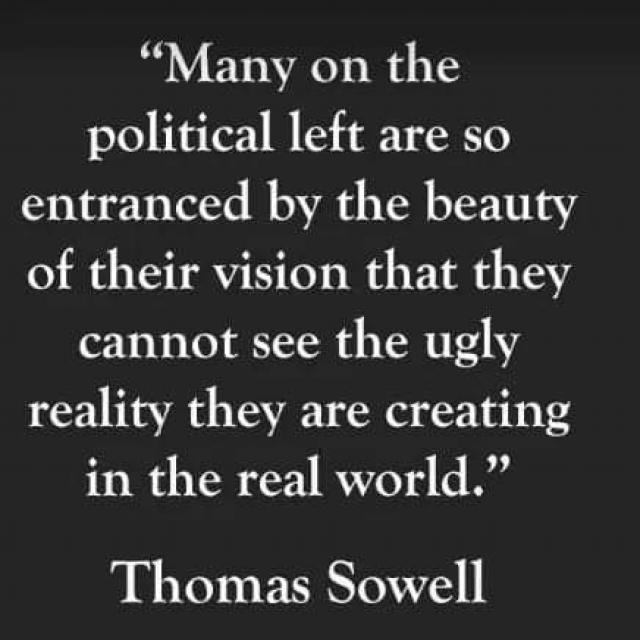 “Many on the
political left are so
entranced by the beauty
of their vision that they
cannot see the ugly
reality they are creating
in the real world.”
Thomas Sowell